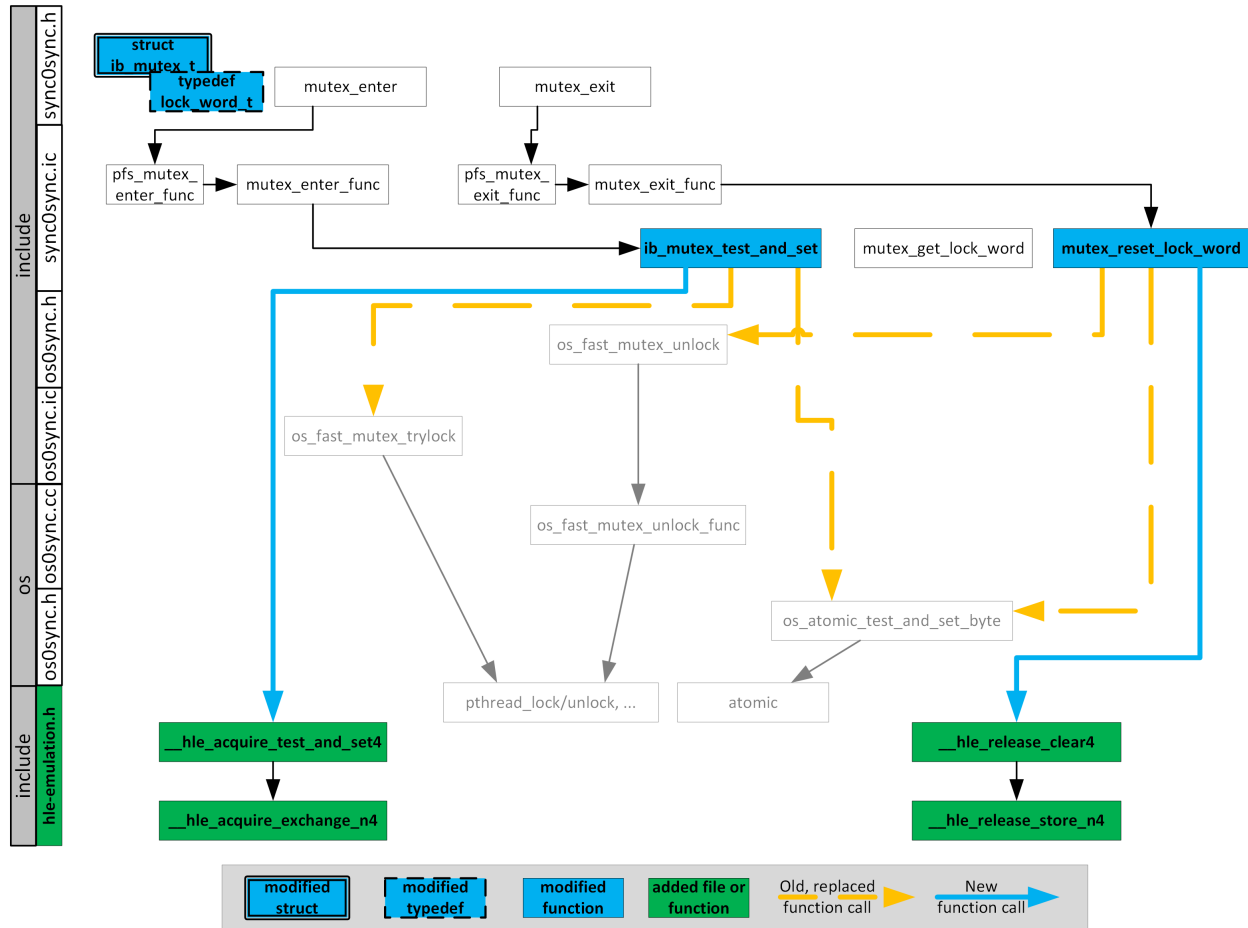 include
os
include
sync0sync.h
sync0sync.ic
os0sync.h
os0sync.ic
os0sync.cc
os0sync.h
hle-emulation.h
struct
ib_mutex_t
typedef
lock_word_t
mutex_enter
mutex_exit
pfs_mutex_
enter_func
mutex_enter_func
pfs_mutex_
exit_func
mutex_exit_func
ib_mutex_test_and_set
mutex_get_lock_word
mutex_reset_lock_word
os_fast_mutex_unlock
os_fast_mutex_trylock
os_fast_mutex_unlock_func
os_atomic_test_and_set_byte
pthread_lock/unlock, ...
atomic
__hle_acquire_test_and_set4
__hle_release_clear4
__hle_acquire_exchange_n4
__hle_release_store_n4
modified
struct
modified
typedef
modified
function
added file or
function
Old, replaced
function call
New
function call